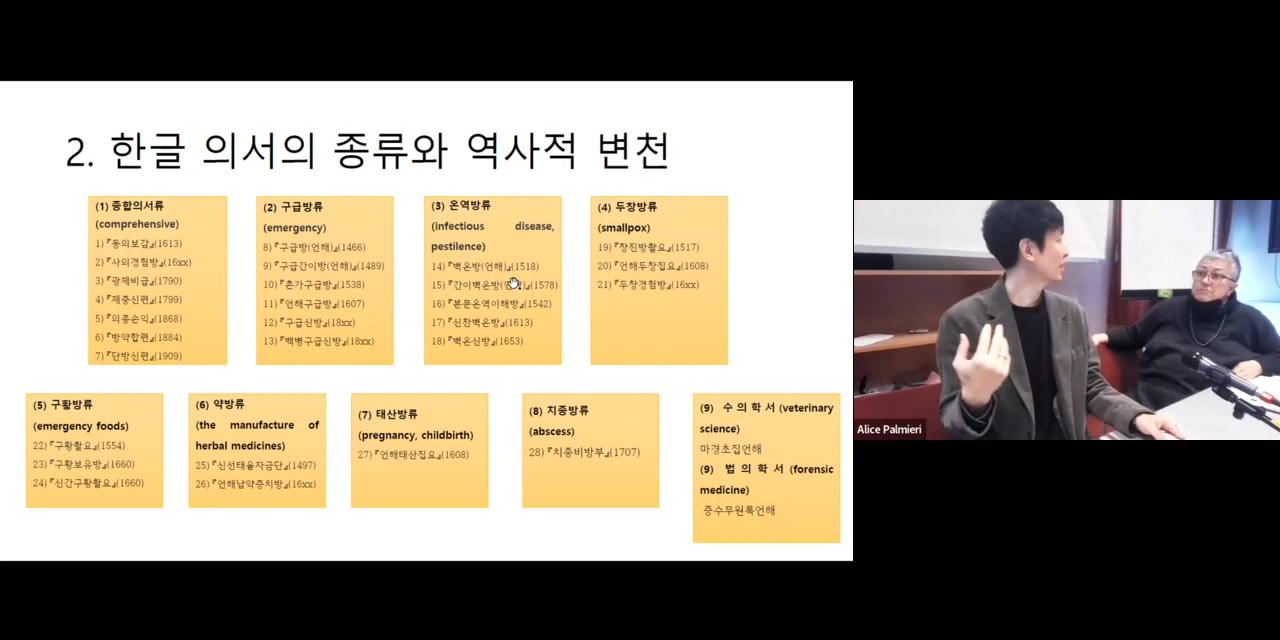 2. 한글 의서의 종류와 역사적 변천
(1) 종합의서류
(comprehensive)
1)『동의보감』(1613)
2)『사의경험방』(16xx)
3)『광제비급』(1790)
4)『제중신편』(1799)
5)『의종손익』(1868)
6)『방약합편』(1884)
7)『단방신편』(1909)
(2) 구급방류
(emergency)
8)『구급방(언해)』(1466)
9)『구급간이방(언해)』(1489)
10)『촌가구급방』(1538)
11)『언해구급방』(1607)
12)『구급신방』(18xx)
13)『백병구급신방』(18xx)
(3) 온역방류
(infectious disease,
pestilence)
14)『벽온방(언해)』(1518)
15)『간이벽온방(언해)』(1578)
16)『분문온역이해방』(1542)
17)『신찬벽온방』(1613)
18)『벽온신방』(1653)
(4) 두창방류
(smallpox)
19)『창진방촬요』(1517)
20)『언해두창집요』(1608)
21)『두창경험방』(16xx)
(5) 구황방류
(emergency foods)
22)『구황촬요』(1554)
23)『구황보유방』(1660)
24)『신간구황촬요』(1660)
(6) 약방류
(the manufacture of
herbal medicines)
25)『신선태을자금단』(1497)
26)『언해납약증치방』(16xx)
(7) 태산방류
(pregnancy, childbirth)
27)『언해태산집요』(1608)
(8) 치종방류
(abscess)
28)『치종비방부』(1707)
(9) 수의학서(veterinary
science)
마경초집언해
(9) 법의학서(forensic
medicine)
증수무원록언해
Alice Palmieri